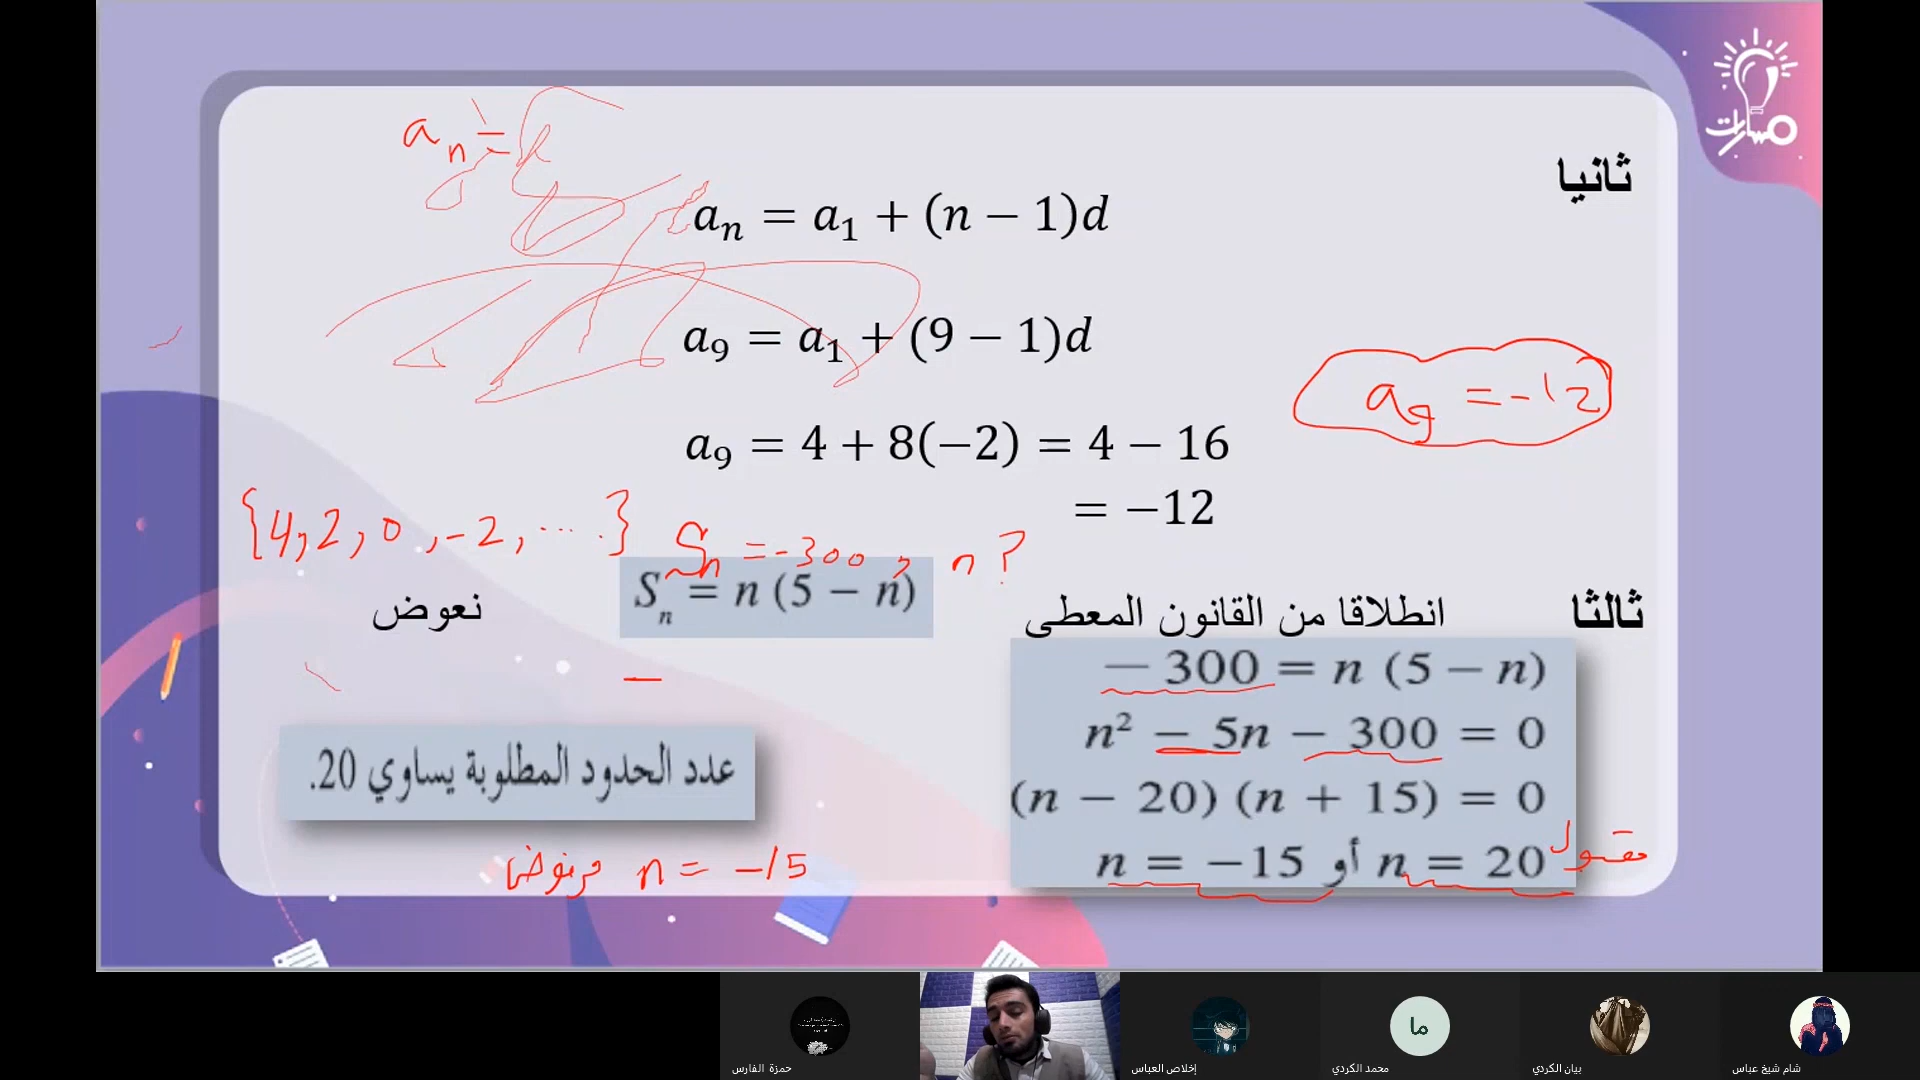 مسارات
ثانيا
aₙ =
aₙ = a₁ + (n − 1)d
a₉ = a₁ + (9 − 1)d
a₉ = -12
a₉ = 4 + 8(−2) = 4 − 16
= −12
{4, 2, 0, -2, ...}
Sₙ = -300, n ?
ثالثا
انطلاقا من القانون المعطى
Sₙ = n (5 − n)
نعوض
− 300 = n (5 − n)
n² − 5n − 300 = 0
(n − 20) (n + 15) = 0
n = −15 أو n = 20
مقبول
عدد الحدود المطلوبة يساوي 20.
n = -15 مرفوض
حمزة الفارس
إخلاص العباس
ما
محمد الكردي
بيان الكردي
شام شيخ عباس